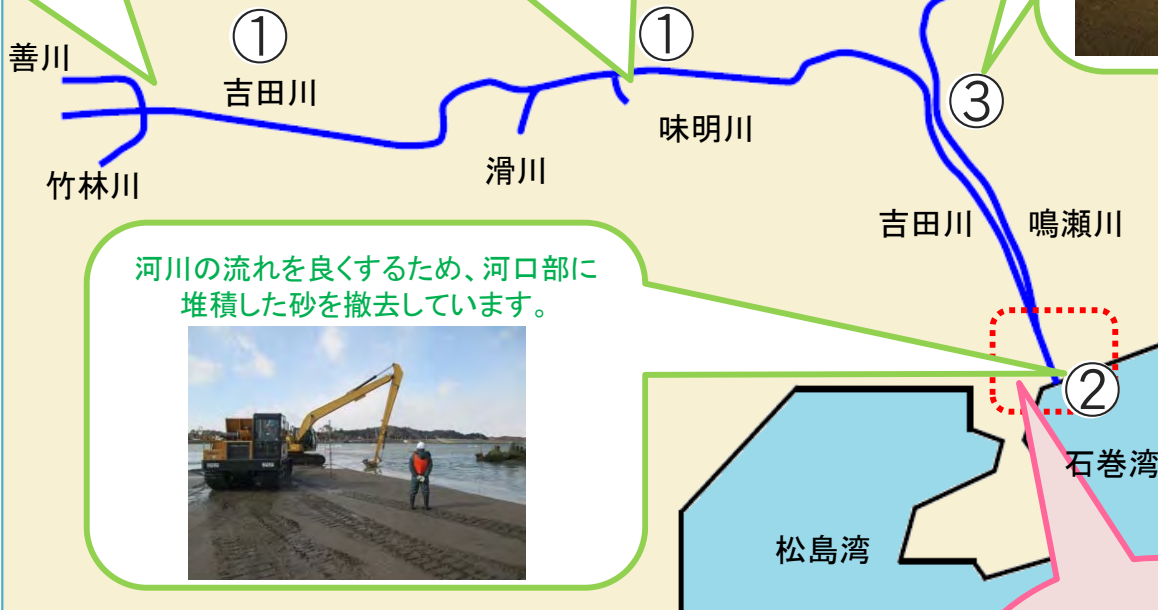 ①
①
善川
吉田川
③
味明川
滑川
竹林川
吉田川
鳴瀬川
河川の流れを良くするため、河口部に
堆積した砂を撤去しています。
②
石巻湾
松島湾